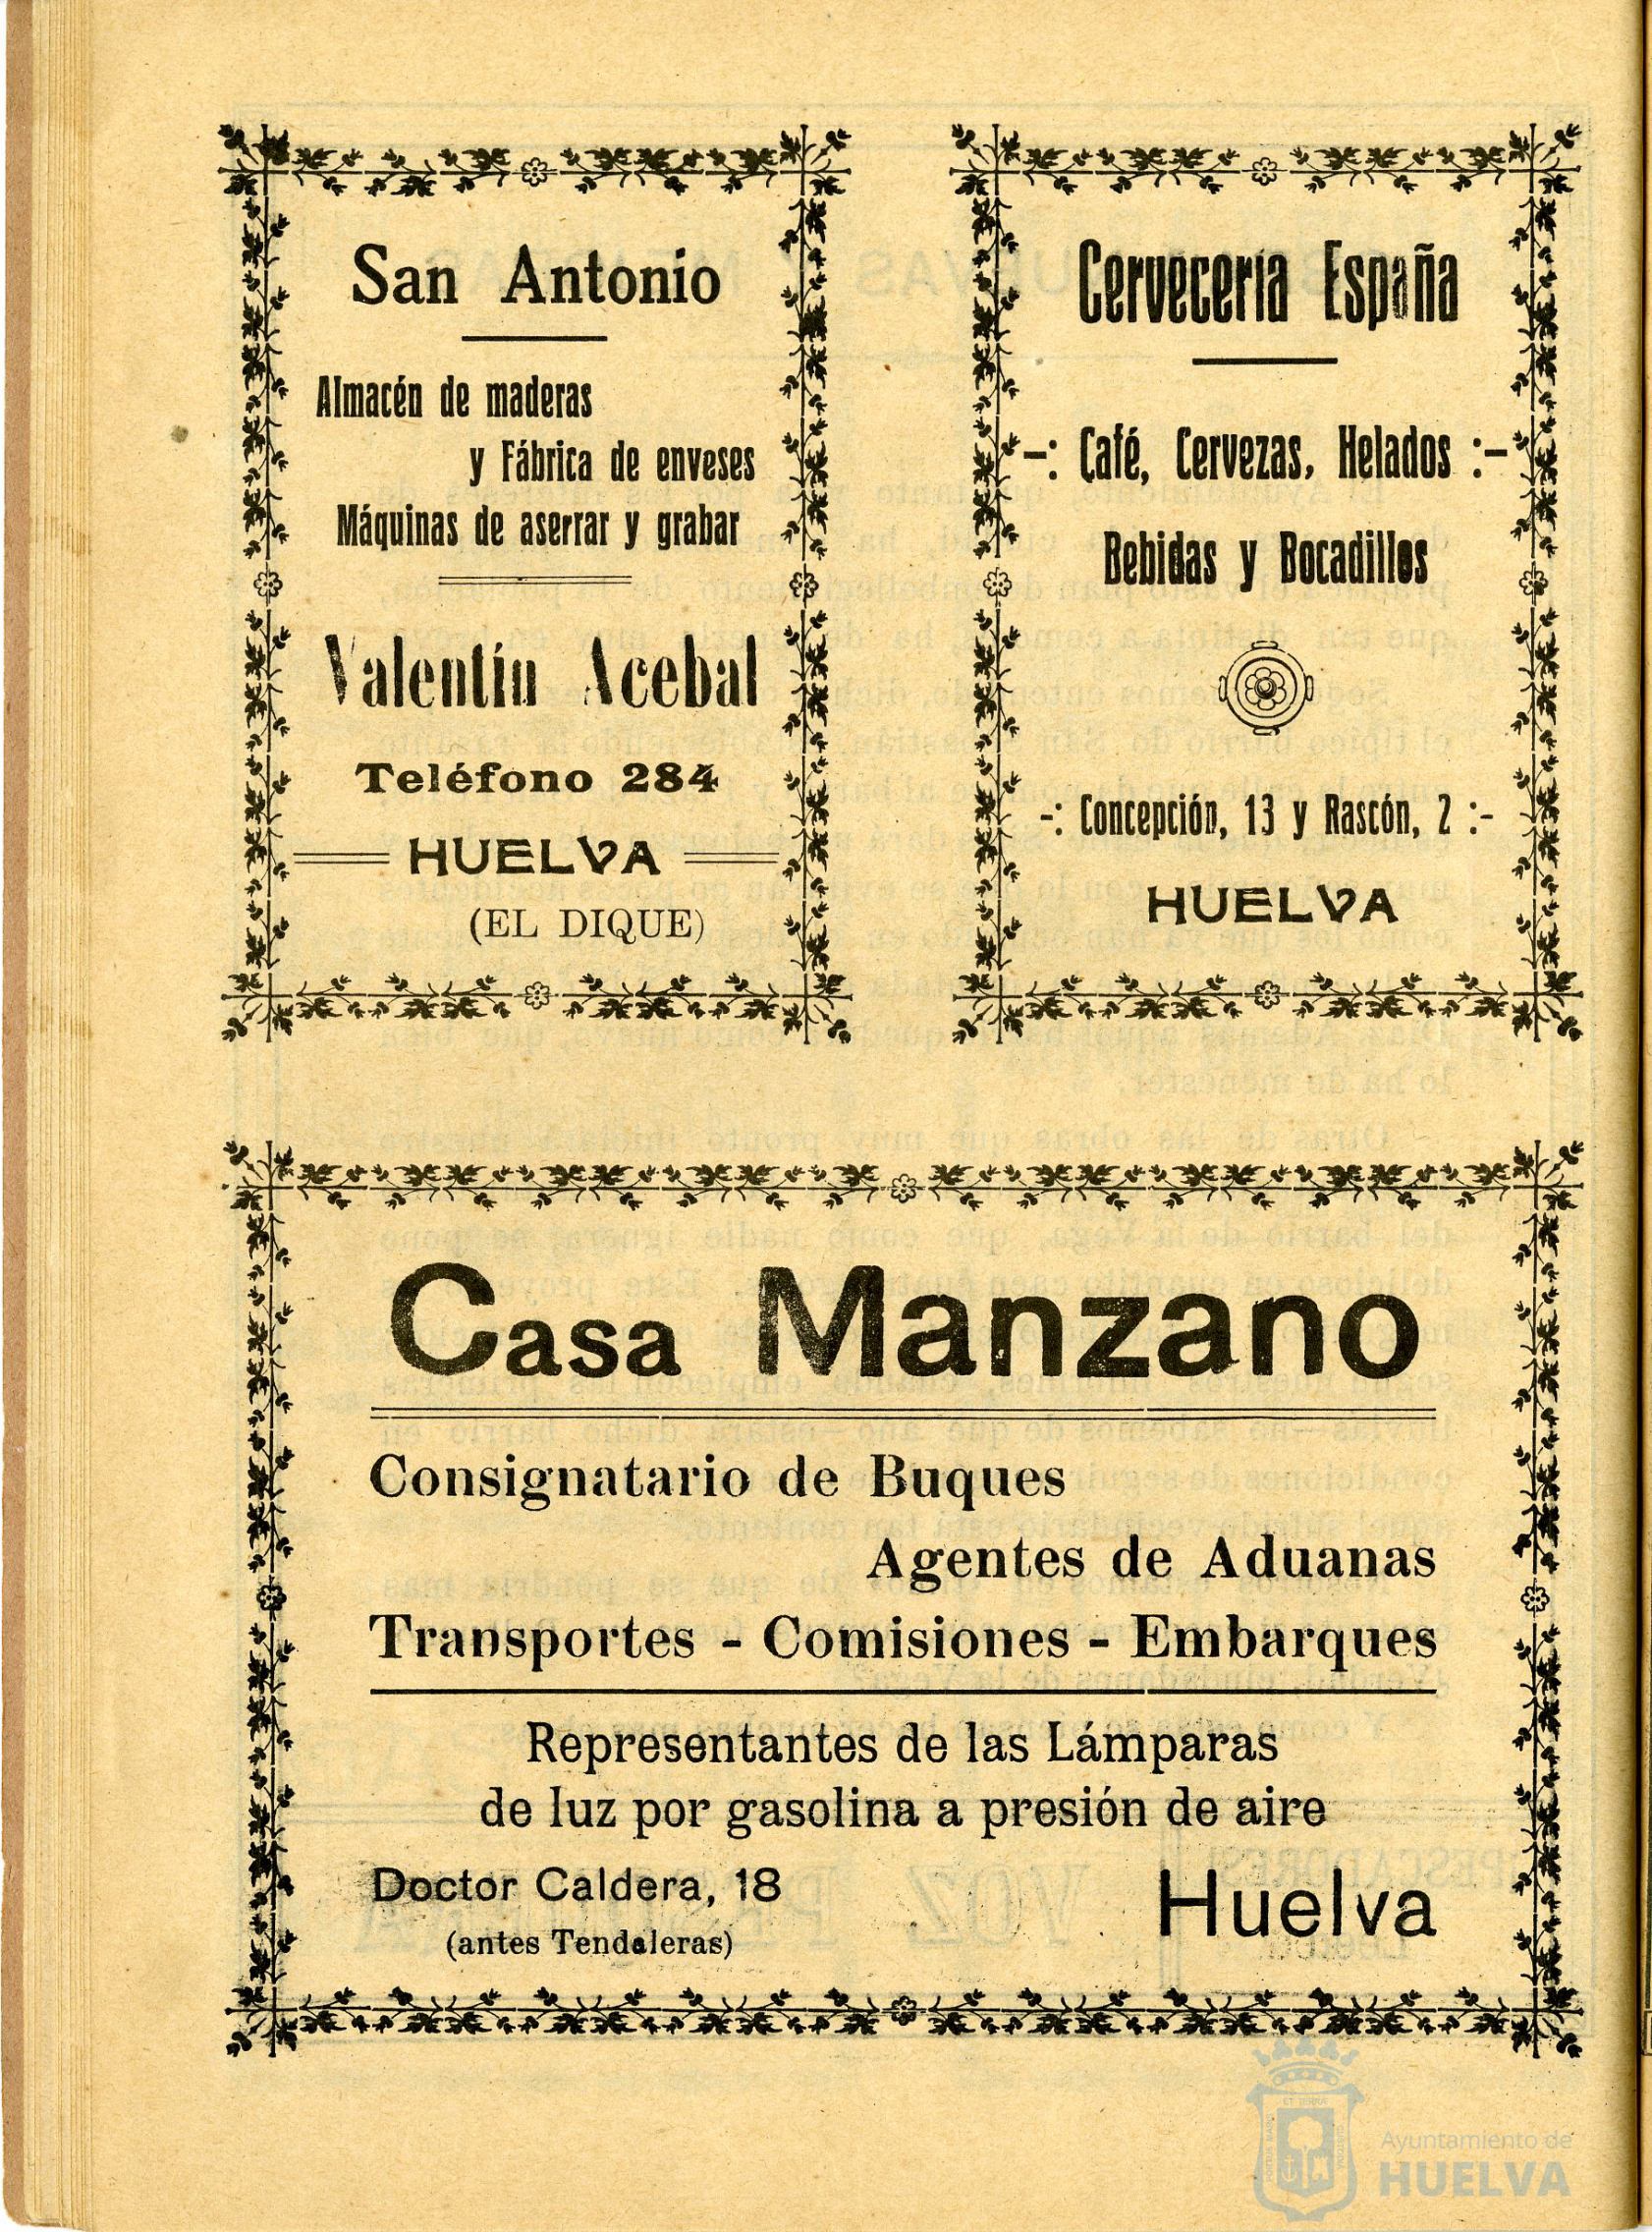 San Antonio
Almacén de maderas
y Fábrica de enveses
Máquinas de aserrar y grabar
Valentín Acebal
Teléfono 284
HUELVA
(EL DIQUE)
Cervecería España
-: Café, Cervezas, Helados :-
Bebidas y Bocadillos
-: Concepción, 13 y Rascón, 2 :-
HUELVA
Casa Manzano
Consignatario de Buques
Agentes de Aduanas
Transportes - Comisiones - Embarques
Representantes de las Lámparas
de luz por gasolina a presión de aire
Doctor Caldera, 18
(antes Tendaleras)
Huelva
Ayuntamiento de
HUELVA